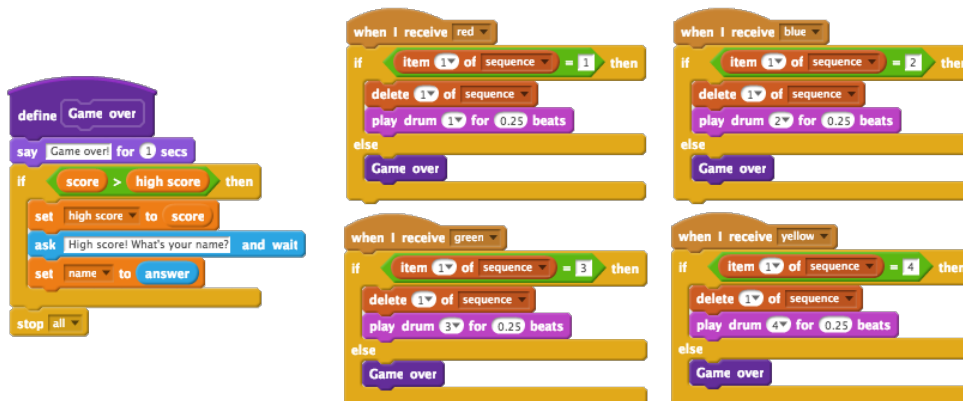 define Game over
say Game over! for 1 secs
if score > high score then
set high score to score
ask High score! What's your name? and wait
set name to answer
stop all
when I receive red
if item 1 of sequence = 1 then
delete 1 of sequence
play drum 1 for 0.25 beats
else
Game over
when I receive blue
if item 1 of sequence = 2 then
delete 1 of sequence
play drum 2 for 0.25 beats
else
Game over
when I receive green
if item 1 of sequence = 3 then
delete 1 of sequence
play drum 3 for 0.25 beats
else
Game over
when I receive yellow
if item 1 of sequence = 4 then
delete 1 of sequence
play drum 4 for 0.25 beats
else
Game over